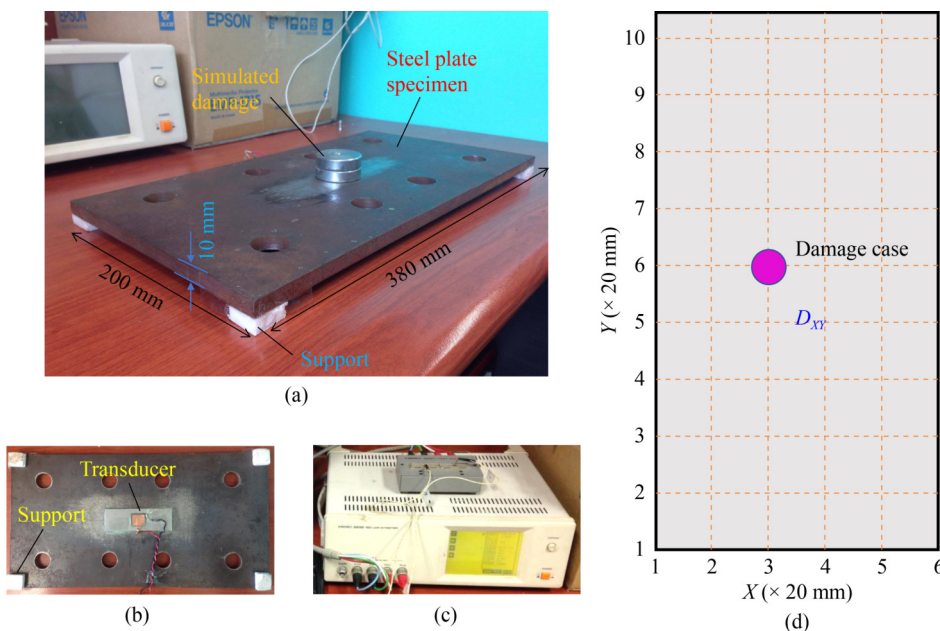 EPSON
EPSON
Simulated
damage
Steel plate
specimen
10 mm
200 mm
380 mm
Support
(a)
Transducer
Support
(b)
(c)
10
9
8
7
6
5
4
3
2
1
Y (× 20 mm)
Damage case
D_XY
1 2 3 4 5 6
X (× 20 mm)
(d)